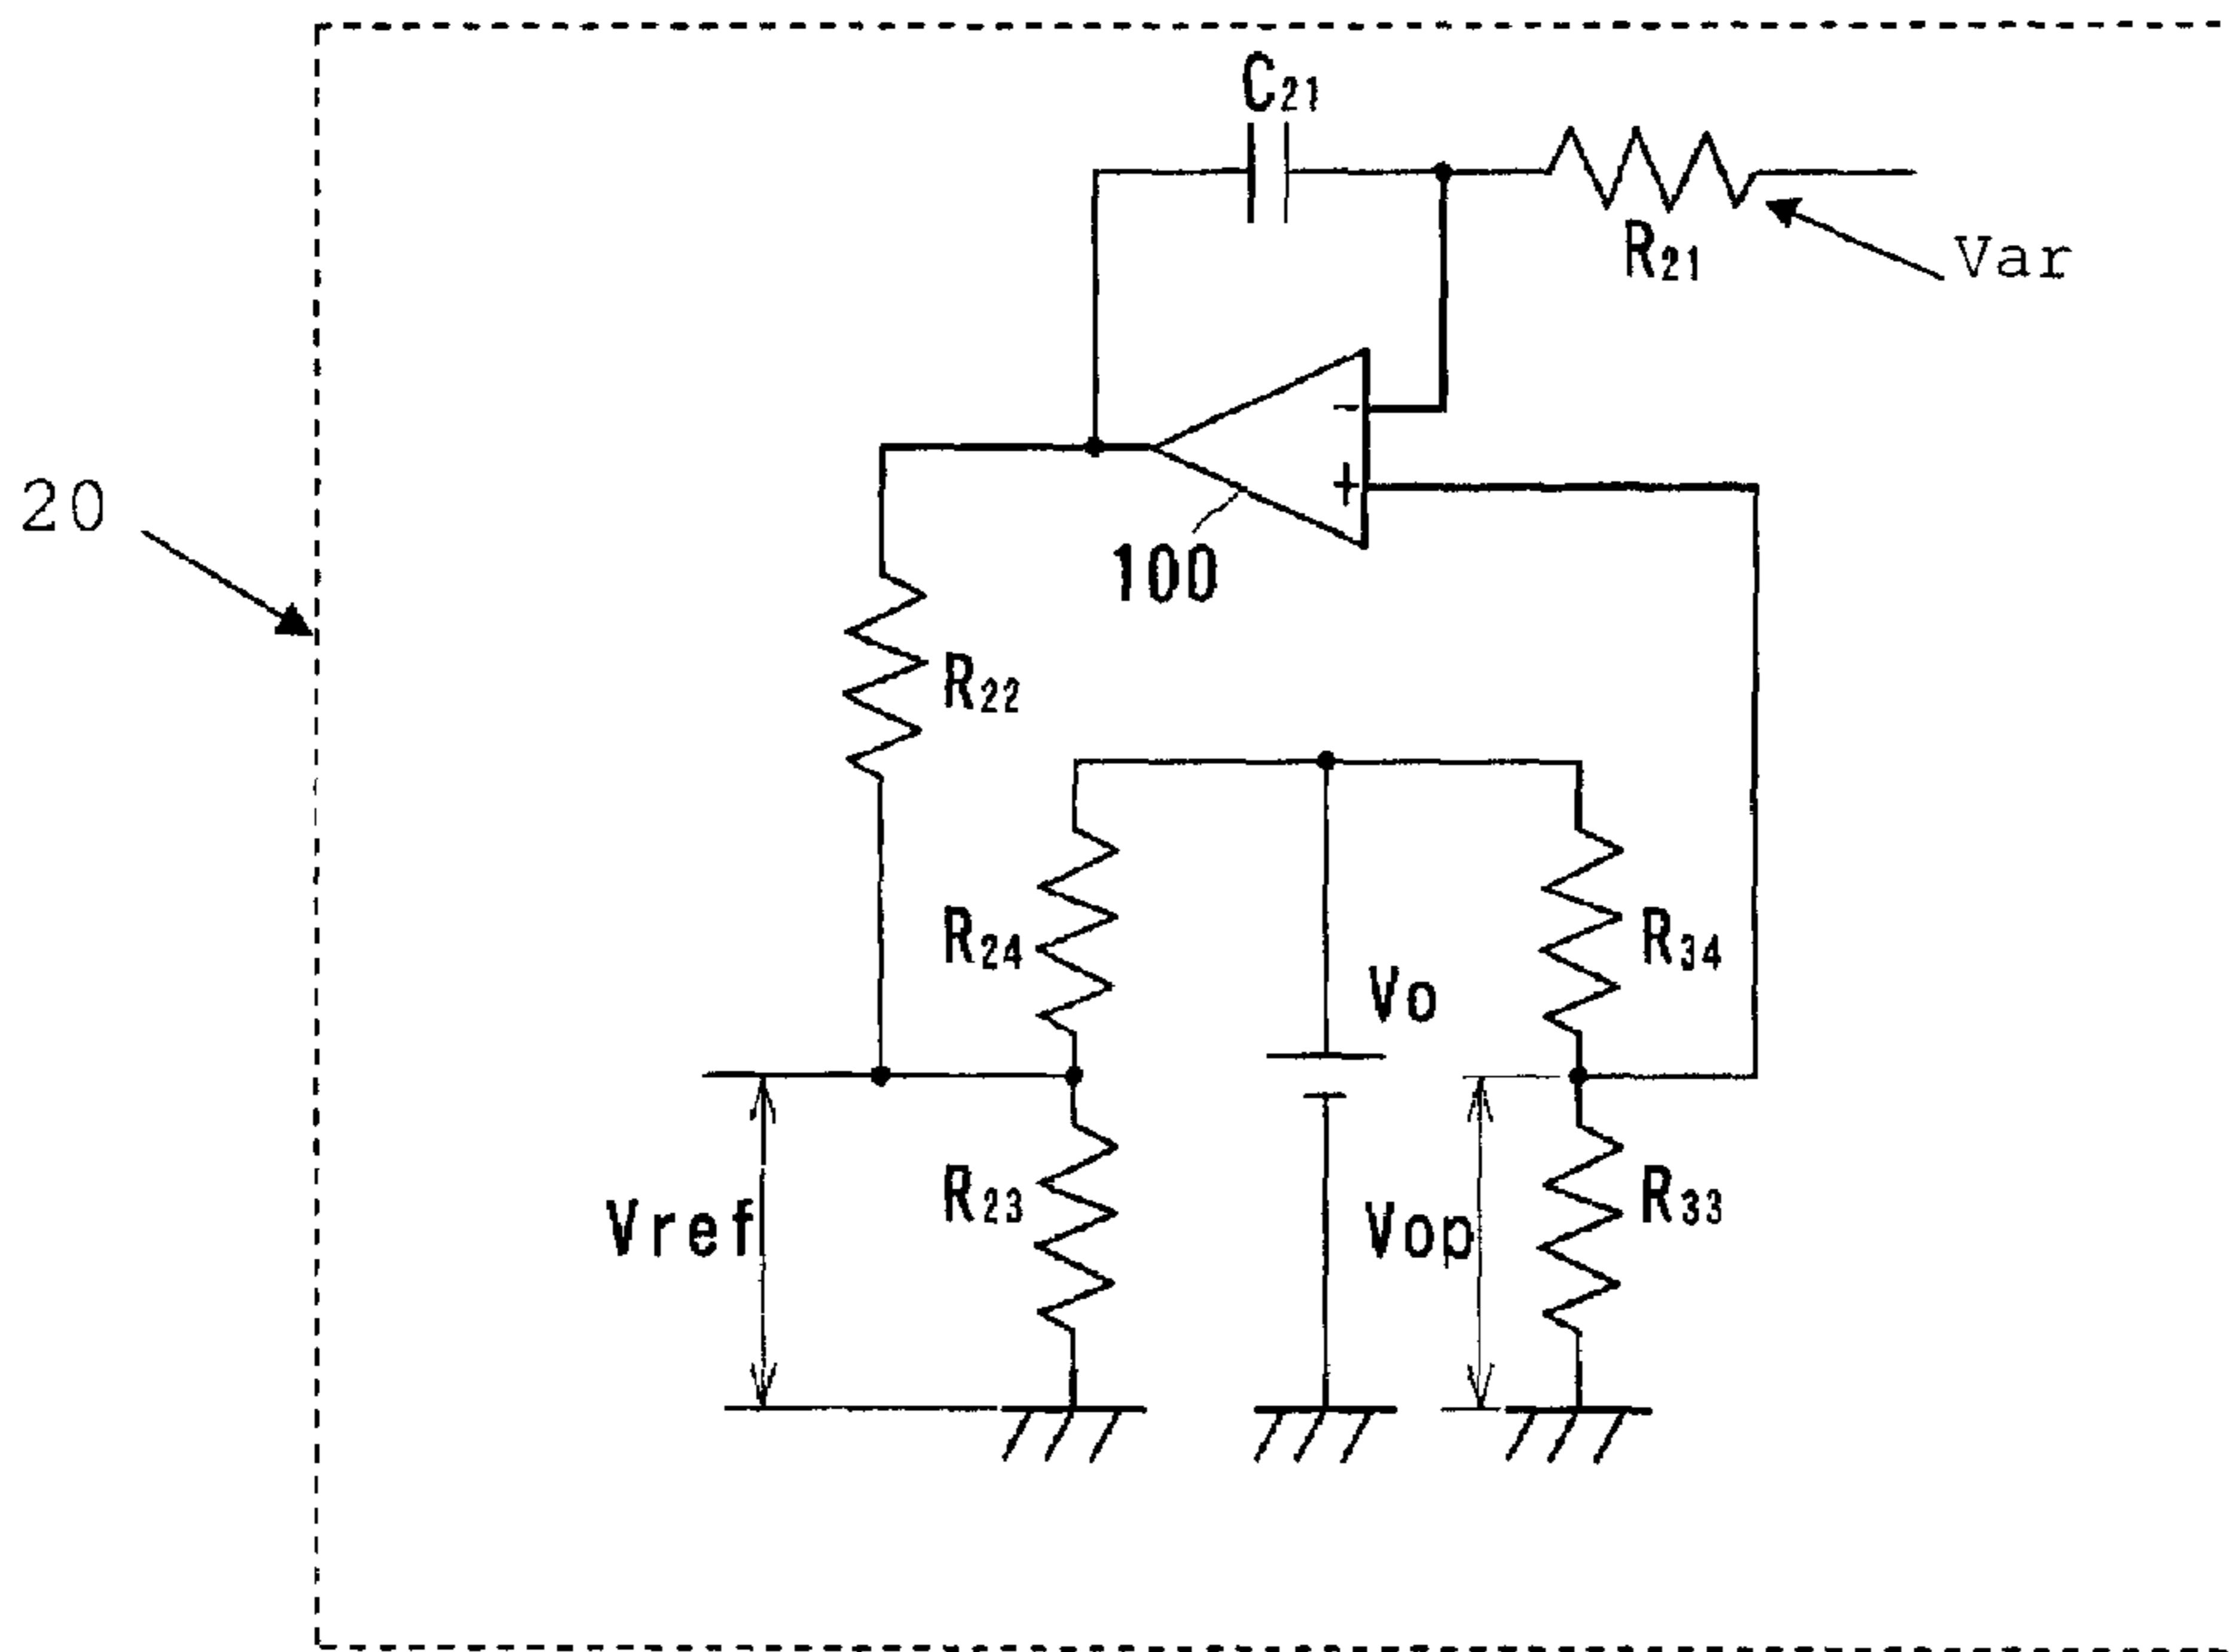 C21
R21
Var
-
+
20
100
R22
R24
Vo
R34
Vref
R23
Vop
R33